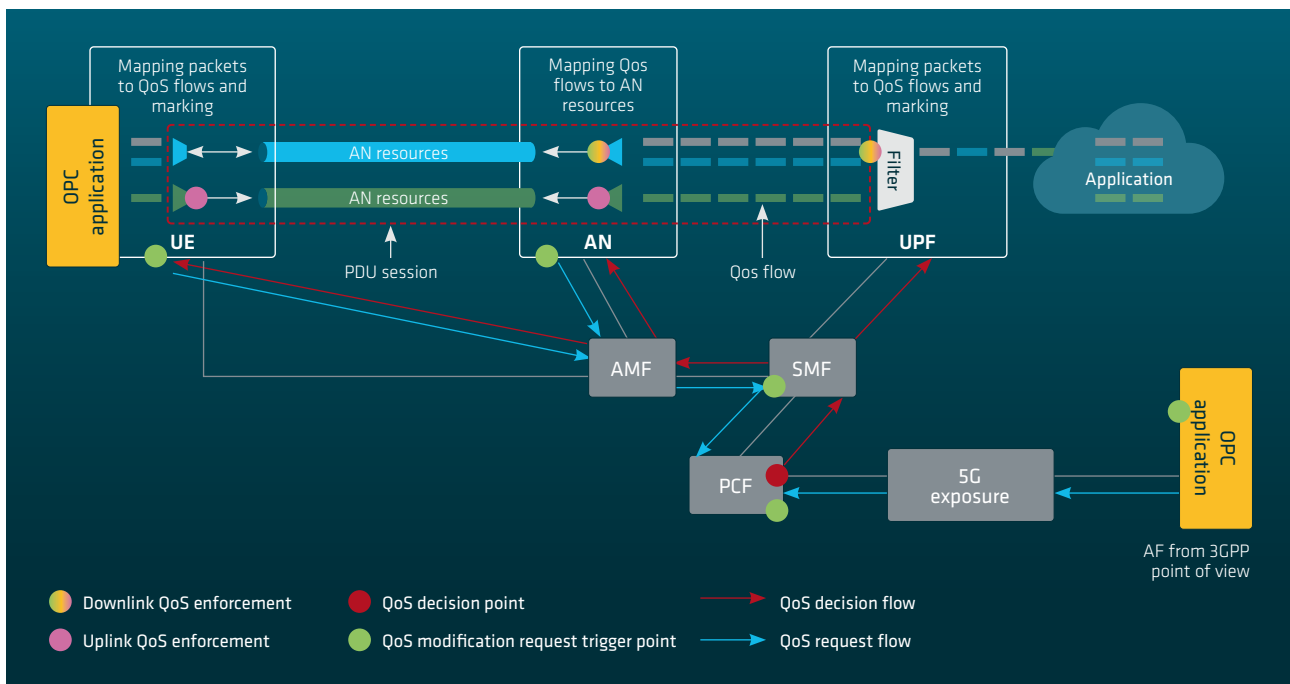 Mapping packets
to QoS flows and
marking
Mapping Qos
flows to AN
resources
Mapping packets
to QoS flows and
marking
OPC
application
AN resources
AN resources
Filter
Application
UE
AN
UPF
PDU session
Qos flow
AMF
SMF
PCF
5G
exposure
OPC
application
AF from 3GPP
point of view
Downlink QoS enforcement
QoS decision point
QoS decision flow
Uplink QoS enforcement
QoS modification request trigger point
QoS request flow